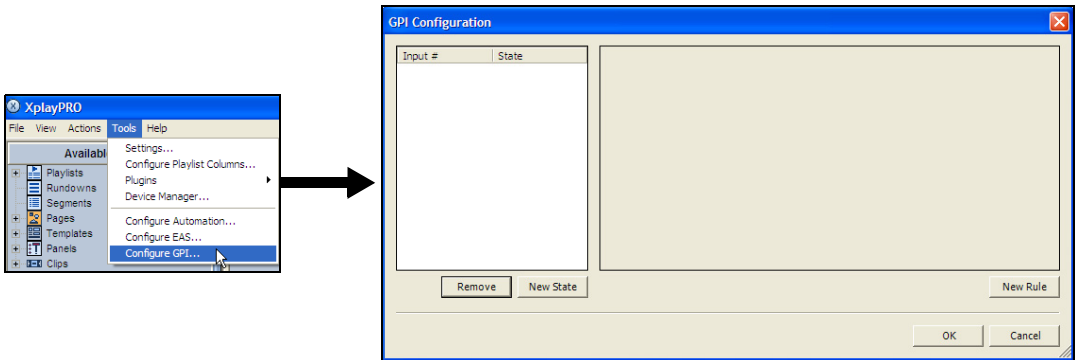 XplayPRO
File View Actions Tools Help
Availabl
Playlists
Rundowns
Segments
Pages
Templates
Panels
Clips
Settings...
Configure Playlist Columns...
Plugins
Device Manager...
Configure Automation...
Configure EAS...
Configure GPI...
GPI Configuration
Input # State
Remove New State
New Rule
OK Cancel